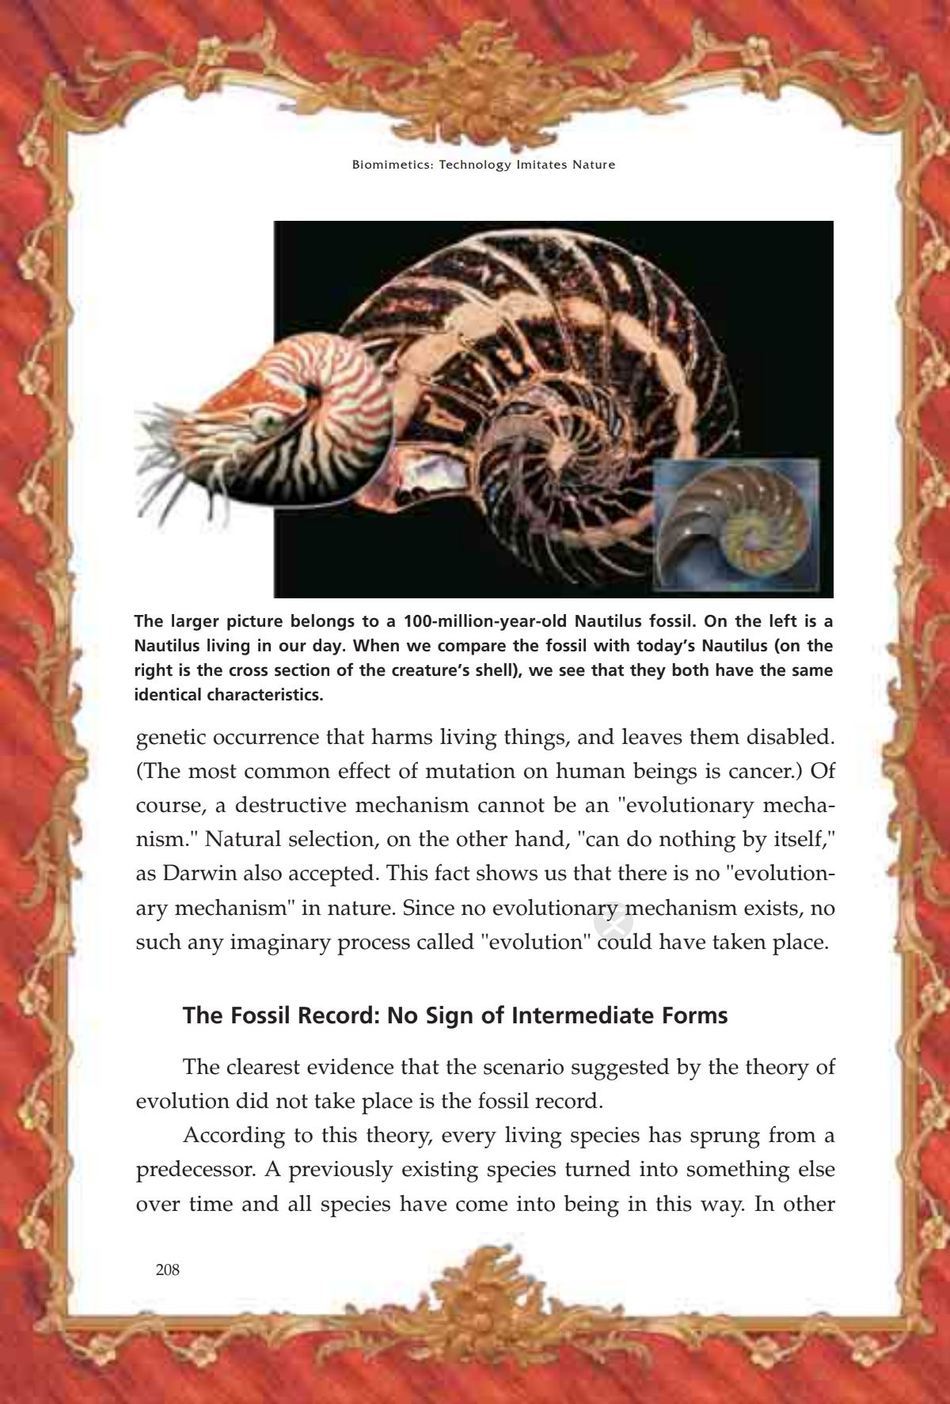 Biomimetics: Technology Imitates Nature
The larger picture belongs to a 100-million-year-old Nautilus fossil. On the left is a
Nautilus living in our day. When we compare the fossil with today's Nautilus (on the
right is the cross section of the creature's shell), we see that they both have the same
identical characteristics.
genetic occurrence that harms living things, and leaves them disabled.
(The most common effect of mutation on human beings is cancer.) Of
course, a destructive mechanism cannot be an "evolutionary mecha-
nism." Natural selection, on the other hand, "can do nothing by itself,"
as Darwin also accepted. This fact shows us that there is no "evolution-
ary mechanism" in nature. Since no evolutionary mechanism exists, no
such any imaginary process called "evolution" could have taken place.
The Fossil Record: No Sign of Intermediate Forms
The clearest evidence that the scenario suggested by the theory of
evolution did not take place is the fossil record.
According to this theory, every living species has sprung from a
predecessor. A previously existing species turned into something else
over time and all species have come into being in this way. In other
208